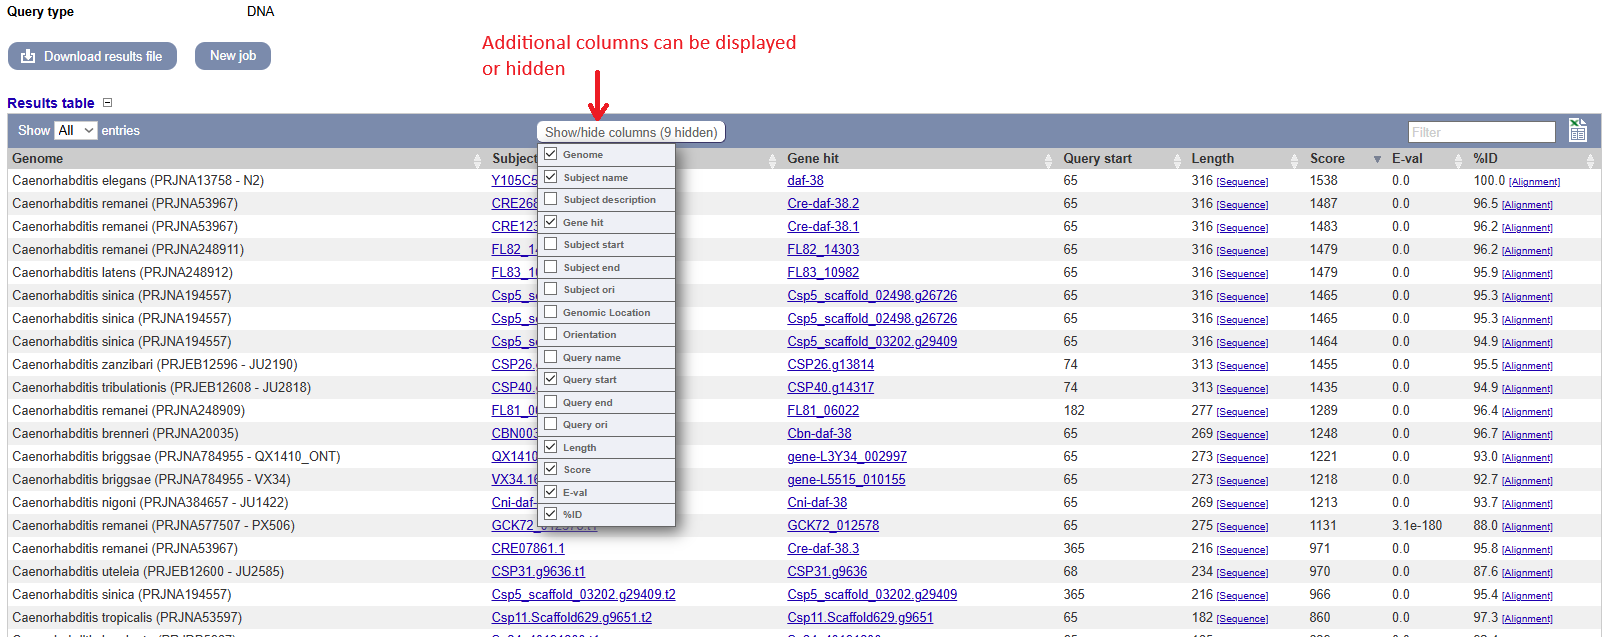 Query type DNA
Download results file New job
Additional columns can be displayed
or hidden
Results table
Show All entries Show/hide columns (9 hidden) Filter
Genome Subject Gene hit Query start Length Score E-val %ID
Genome
Subject name
Subject description
Gene hit
Subject start
Subject end
Subject ori
Genomic Location
Orientation
Query name
Query start
Query end
Query ori
Length
Score
E-val
%ID
Caenorhabditis elegans (PRJNA13758 - N2) Y105C5 daf-38 65 316 [Sequence] 1538 0.0 100.0 [Alignment]
Caenorhabditis remanei (PRJNA53967) CRE268 Cre-daf-38.2 65 316 [Sequence] 1487 0.0 96.5 [Alignment]
Caenorhabditis remanei (PRJNA53967) CRE123 Cre-daf-38.1 65 316 [Sequence] 1483 0.0 96.2 [Alignment]
Caenorhabditis remanei (PRJNA248911) FL82_14 FL82_14303 65 316 [Sequence] 1479 0.0 96.2 [Alignment]
Caenorhabditis latens (PRJNA248912) FL83_10 FL83_10982 65 316 [Sequence] 1479 0.0 95.9 [Alignment]
Caenorhabditis sinica (PRJNA194557) Csp5_s Csp5_scaffold_02498.g26726 65 316 [Sequence] 1465 0.0 95.3 [Alignment]
Caenorhabditis sinica (PRJNA194557) Csp5_s Csp5_scaffold_02498.g26726 65 316 [Sequence] 1465 0.0 95.3 [Alignment]
Caenorhabditis sinica (PRJNA194557) Csp5_s Csp5_scaffold_03202.g29409 65 316 [Sequence] 1464 0.0 94.9 [Alignment]
Caenorhabditis zanzibari (PRJEB12596 - JU2190) CSP26. CSP26.g13814 74 313 [Sequence] 1455 0.0 95.5 [Alignment]
Caenorhabditis tribulationis (PRJEB12608 - JU2818) CSP40. CSP40.g14317 74 313 [Sequence] 1435 0.0 94.9 [Alignment]
Caenorhabditis remanei (PRJNA248909) FL81_0 FL81_06022 182 277 [Sequence] 1289 0.0 96.4 [Alignment]
Caenorhabditis brenneri (PRJNA20035) CBN003 Cbn-daf-38 65 269 [Sequence] 1248 0.0 96.7 [Alignment]
Caenorhabditis briggsae (PRJNA784955 - QX1410_ONT) QX1410 gene-L3Y34_002997 65 273 [Sequence] 1221 0.0 93.0 [Alignment]
Caenorhabditis briggsae (PRJNA784955 - VX34) VX34.16 gene-L5515_010155 65 273 [Sequence] 1218 0.0 92.7 [Alignment]
Caenorhabditis nigoni (PRJNA384657 - JU1422) Cni-daf- Cni-daf-38 65 269 [Sequence] 1213 0.0 93.7 [Alignment]
Caenorhabditis remanei (PRJNA577507 - PX506) GCK72_012578.t1 GCK72_012578 65 275 [Sequence] 1131 3.1e-180 88.0 [Alignment]
Caenorhabditis remanei (PRJNA53967) CRE07861.1 Cre-daf-38.3 365 216 [Sequence] 971 0.0 95.8 [Alignment]
Caenorhabditis uteleia (PRJEB12600 - JU2585) CSP31.g9636.t1 CSP31.g9636 68 234 [Sequence] 970 0.0 87.6 [Alignment]
Caenorhabditis sinica (PRJNA194557) Csp5_scaffold_03202.g29409.t2 Csp5_scaffold_03202.g29409 365 216 [Sequence] 966 0.0 95.4 [Alignment]
Caenorhabditis tropicalis (PRJNA53597) Csp11.Scaffold629.g9651.t2 Csp11.Scaffold629.g9651 65 182 [Sequence] 860 0.0 97.3 [Alignment]